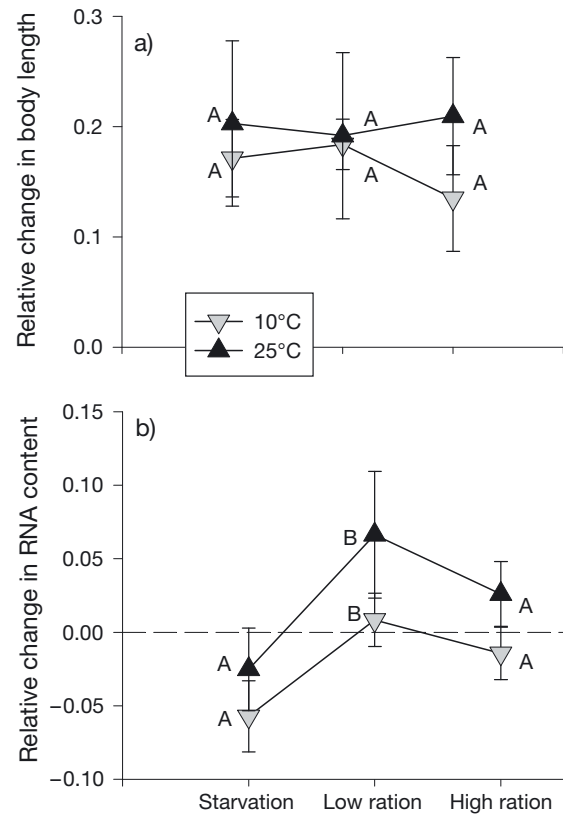 a)
Relative change in body length
0.3
0.2
0.1
0.0
A
A
A
A
A
A
10°C
25°C
b)
Relative change in RNA content
0.15
0.10
0.05
0.00
−0.05
−0.10
A
A
B
B
A
A
Starvation
Low ration
High ration